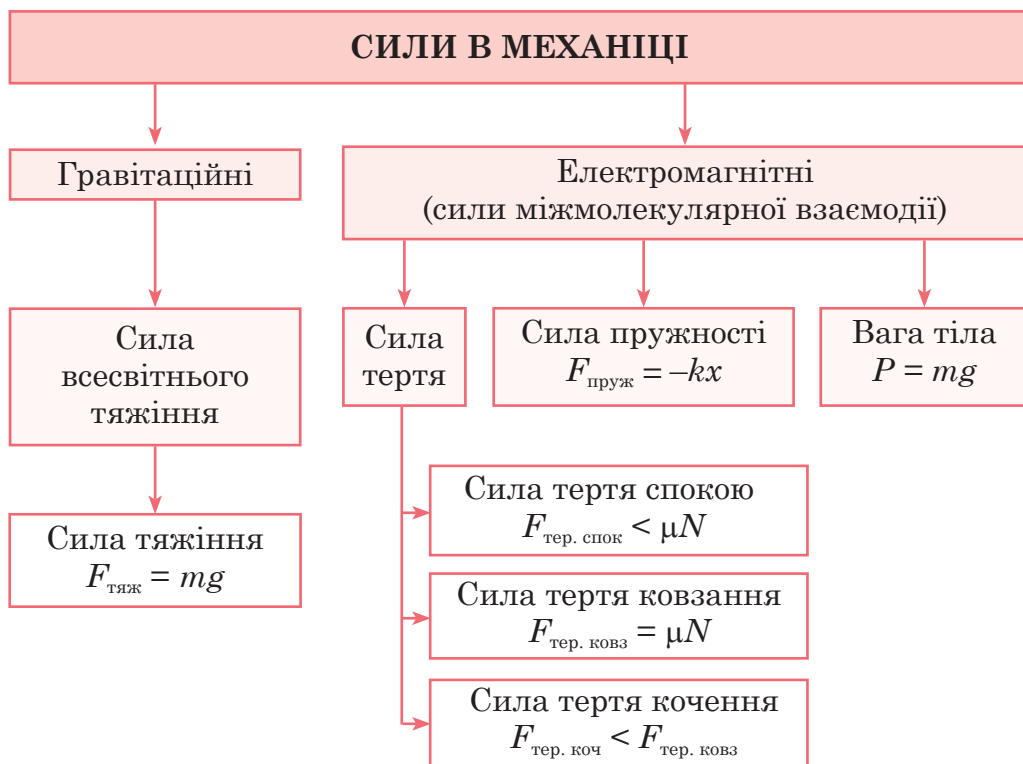 СИЛИ В МЕХАНІЦІ
Гравітаційні
Електромагнітні
(сили міжмолекулярної взаємодії)
Сила
всесвітнього
тяжіння
Сила
тертя
Сила пружності
Fпруж = –kx
Вага тіла
P = mg
Сила тяжіння
Fтяж = mg
Сила тертя спокою
Fтер. спок < μN
Сила тертя ковзання
Fтер. ковз = μN
Сила тертя кочення
Fтер. коч < Fтер. ковз